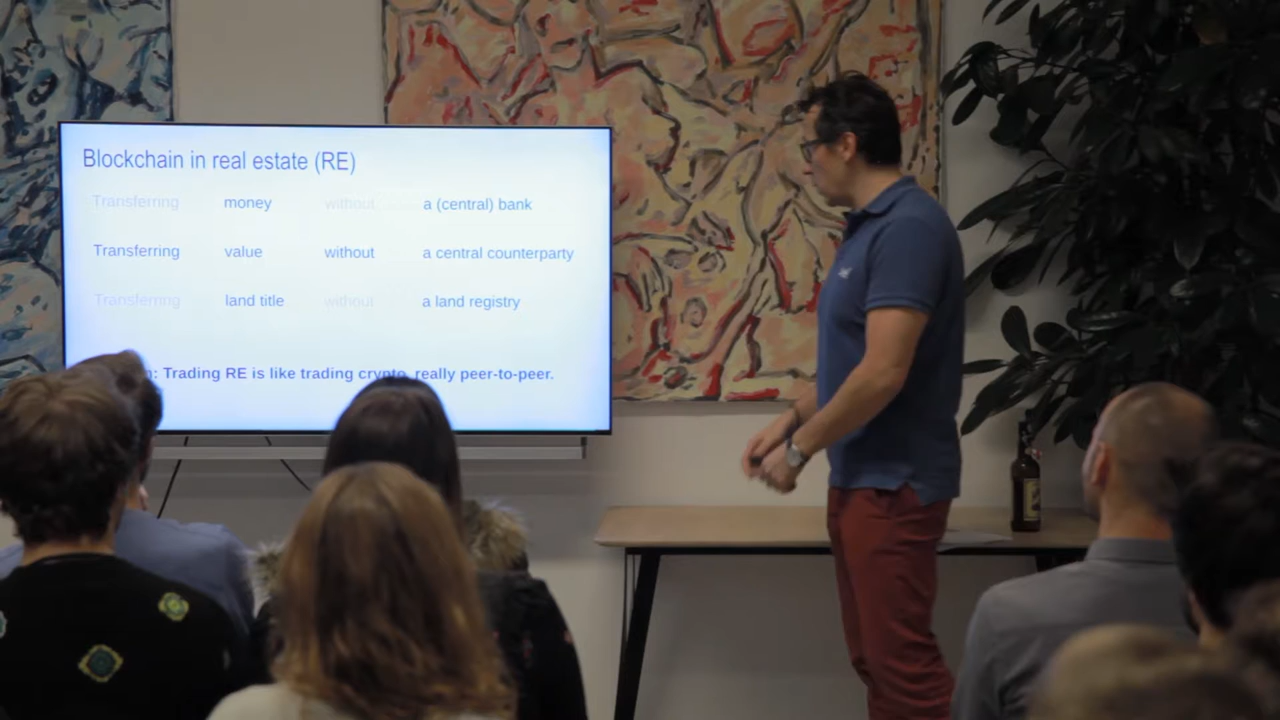 Blockchain in real estate (RE)
Transferring money without a (central) bank
Transferring value without a central counterparty
Transferring land title without a land registry
: Trading RE is like trading crypto, really peer-to-peer.